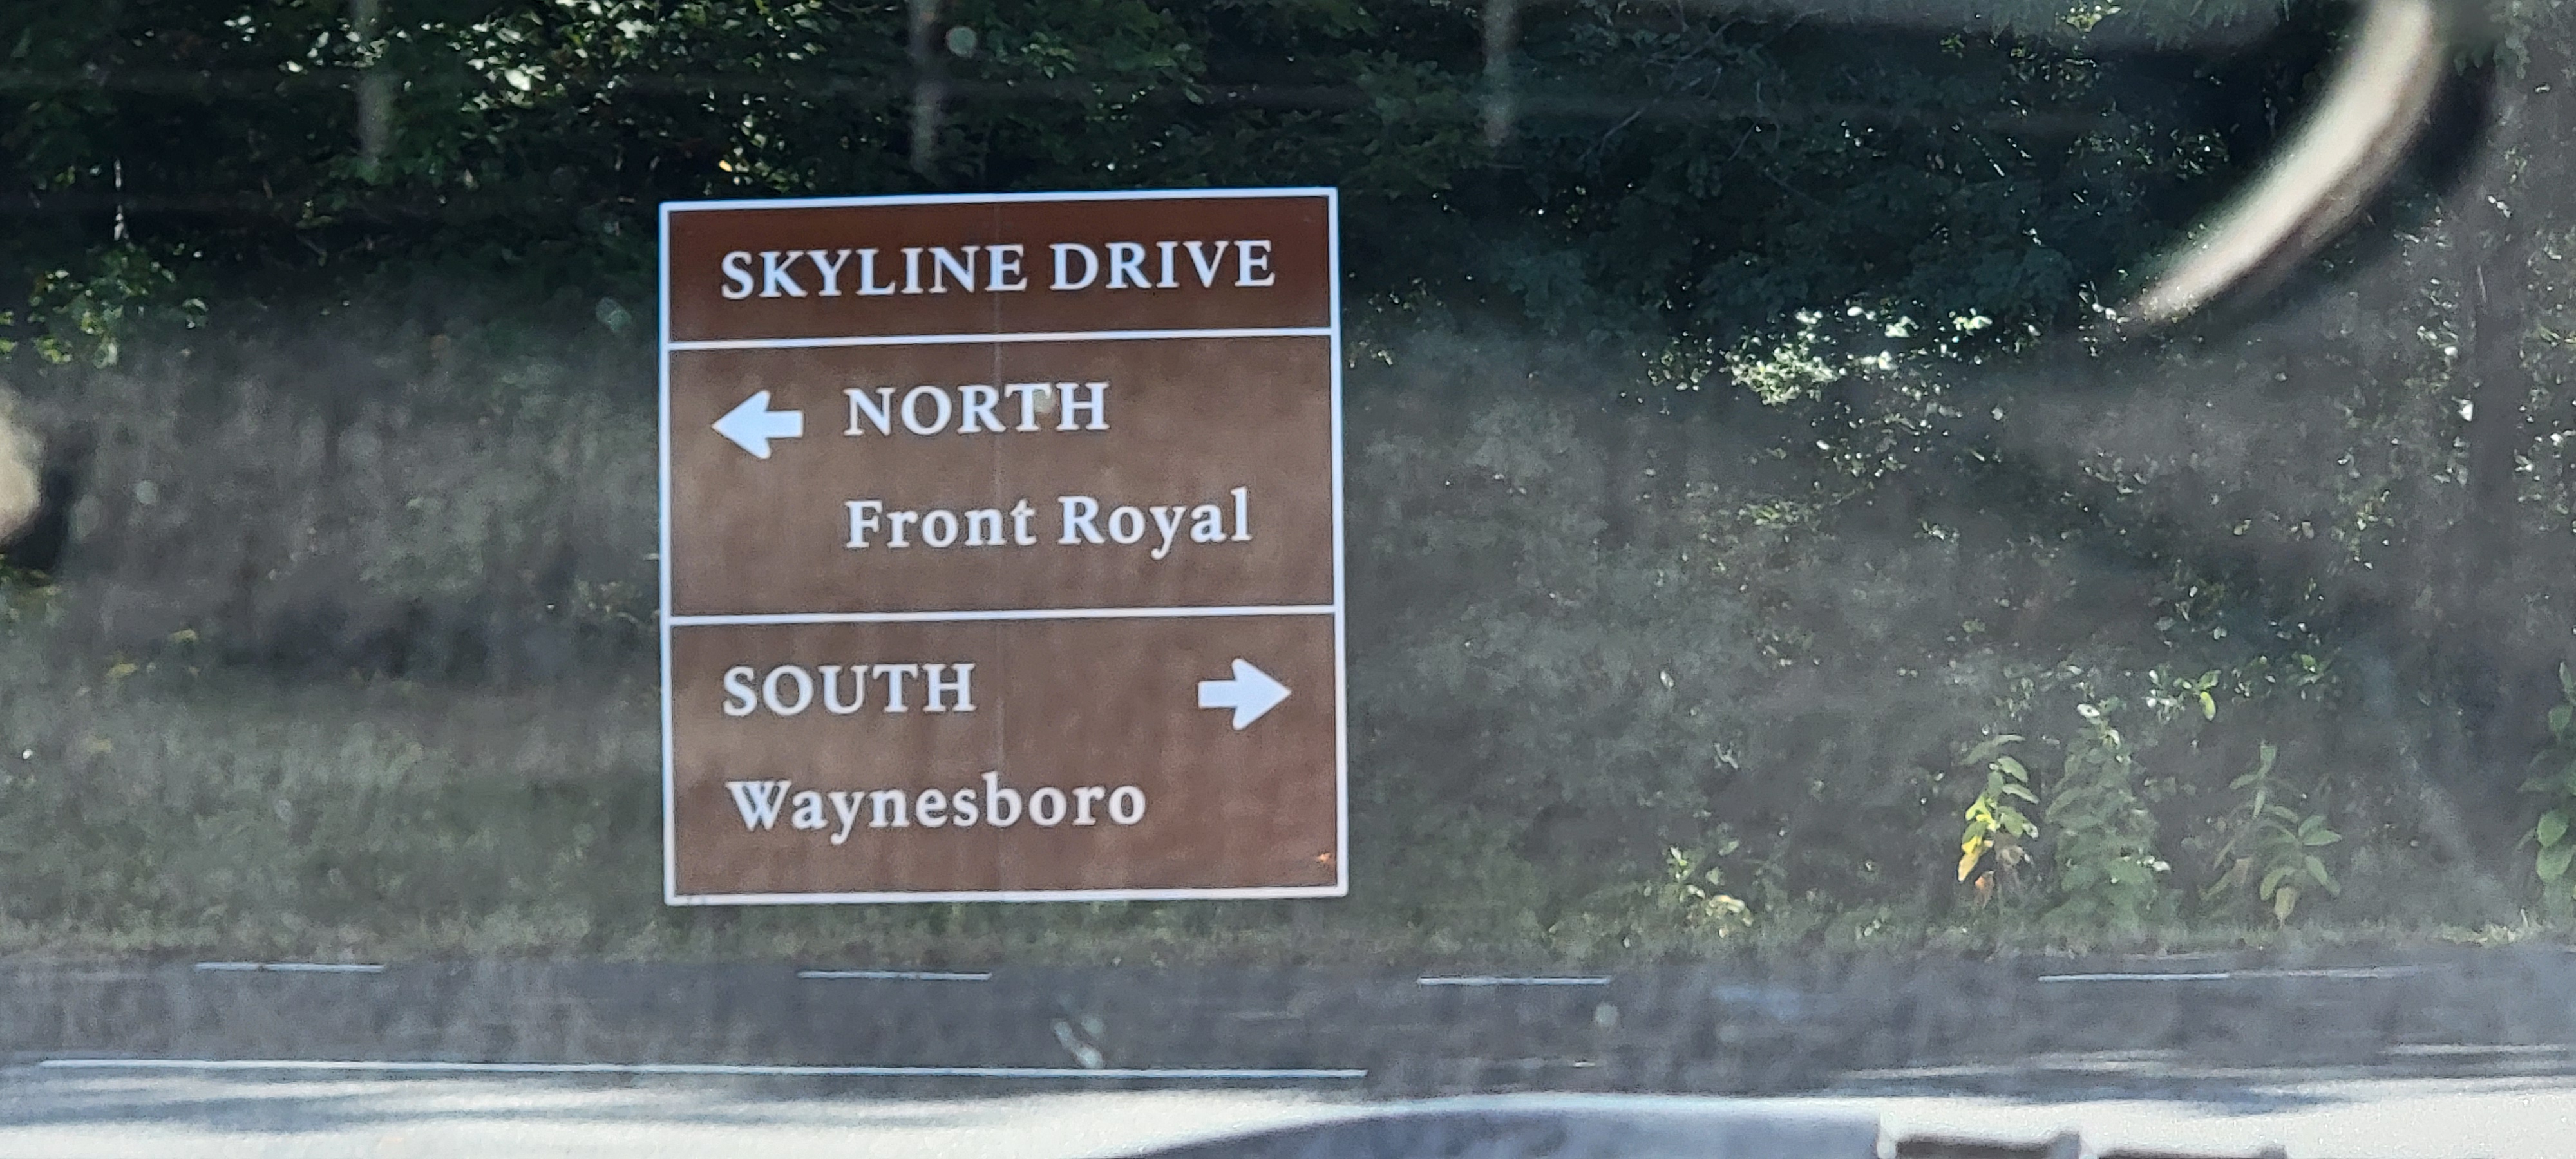 SKYLINE DRIVE
NORTH
Front Royal
SOUTH
Waynesboro